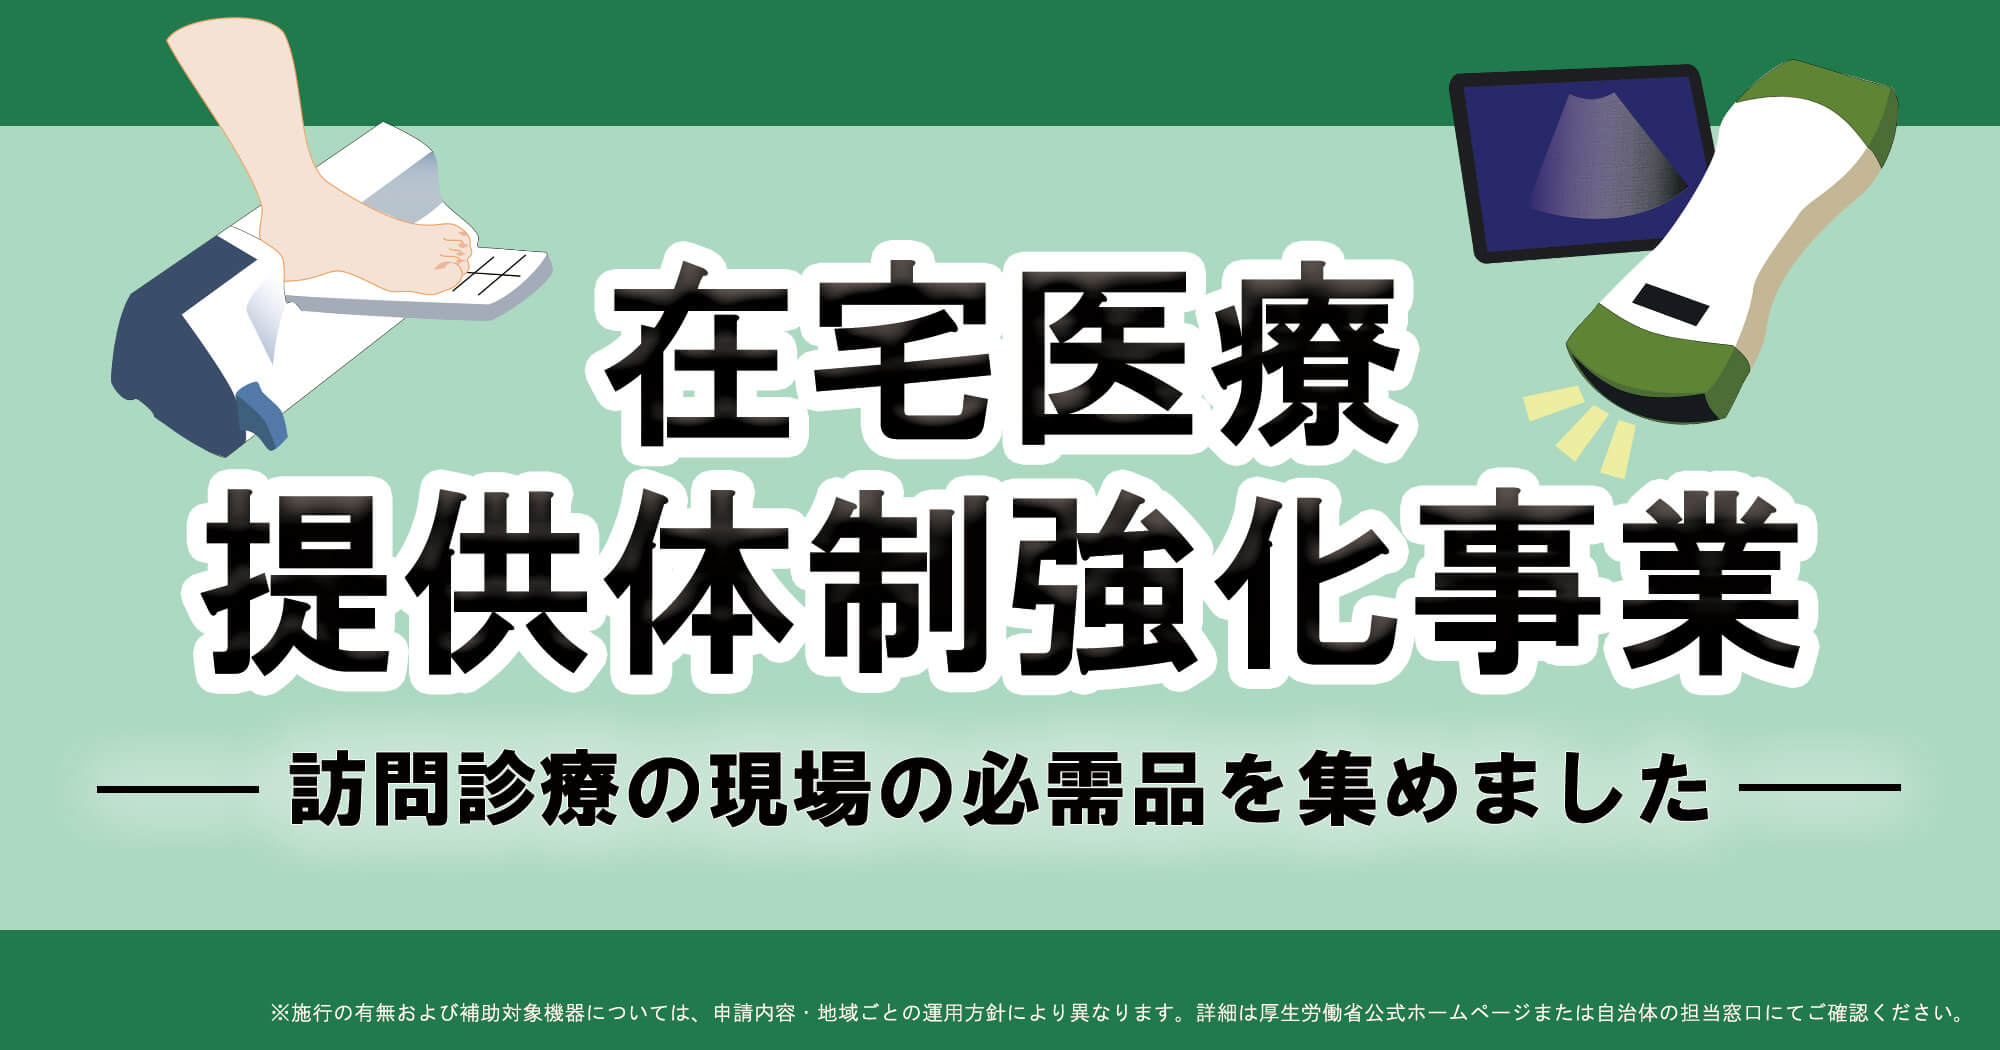 在宅医療
提供体制強化事業
訪問診療の現場の必需品を集めました
※施行の有無および補助対象機器については、申請内容・地域ごとの運用方針により異なります。詳細は厚生労働省公式ホームページまたは自治体の担当窓口にてご確認ください。